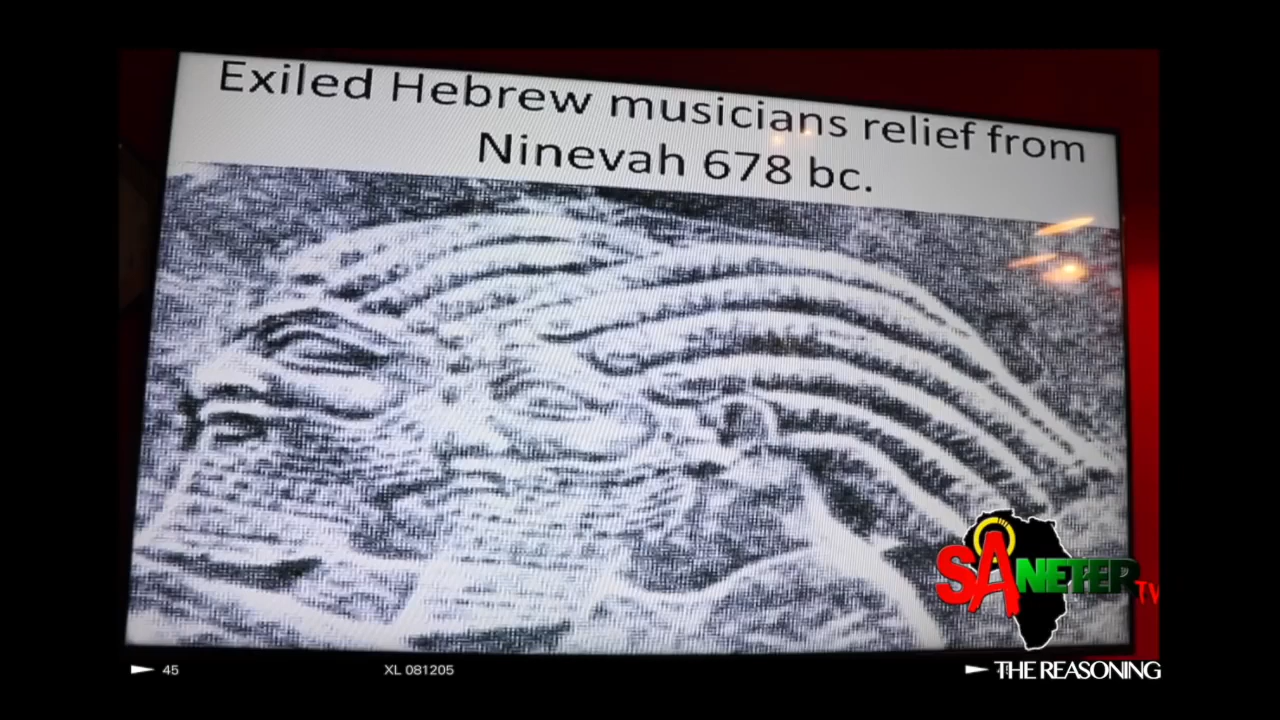 Exiled Hebrew musicians relief from
Ninevah 678 bc.
SANETER TV
45
XL 081205
THE REASONING